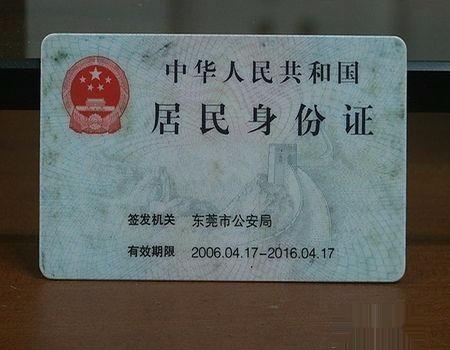 中华人民共和国
居民身份证
签发机关 东莞市公安局
有效期限 2006.04.17-2016.04.17